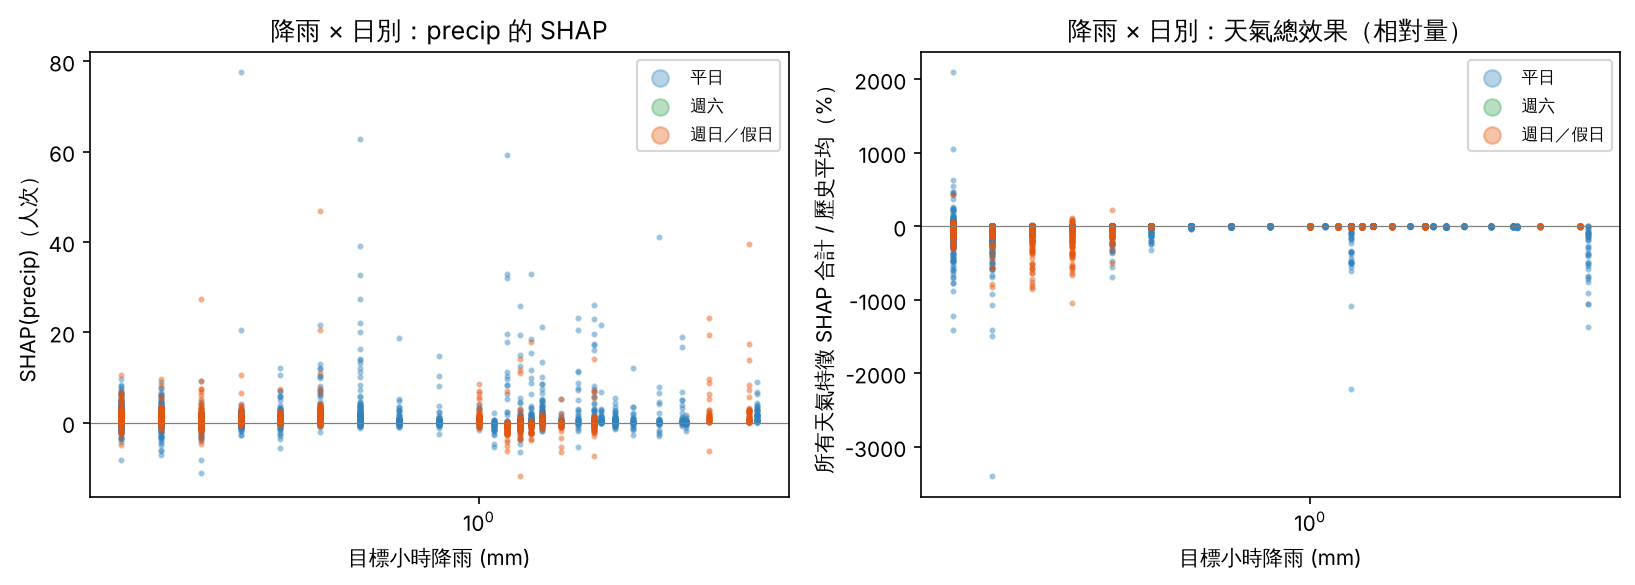 降雨 × 日別：precip 的 SHAP
SHAP(precip)（人次）
80
60
40
20
0
平日
週六
週日／假日
10⁰
目標小時降雨 (mm)
降雨 × 日別：天氣總效果（相對量）
所有天氣特徵 SHAP 合計 / 歷史平均（%）
2000
1000
0
-1000
-2000
-3000
平日
週六
週日／假日
10⁰
目標小時降雨 (mm)